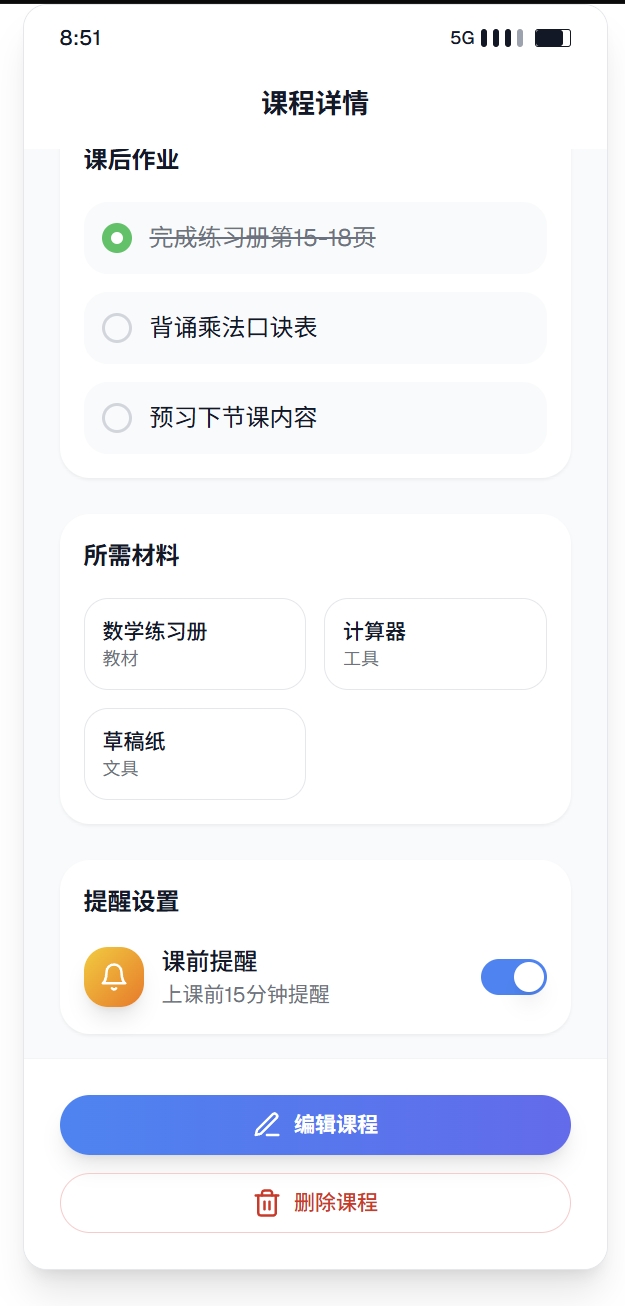 8:51
5G
课程详情
课后作业
完成练习册第15-18页
背诵乘法口诀表
预习下节课内容
所需材料
数学练习册
教材
计算器
工具
草稿纸
文具
提醒设置
课前提醒
上课前15分钟提醒
编辑课程
删除课程